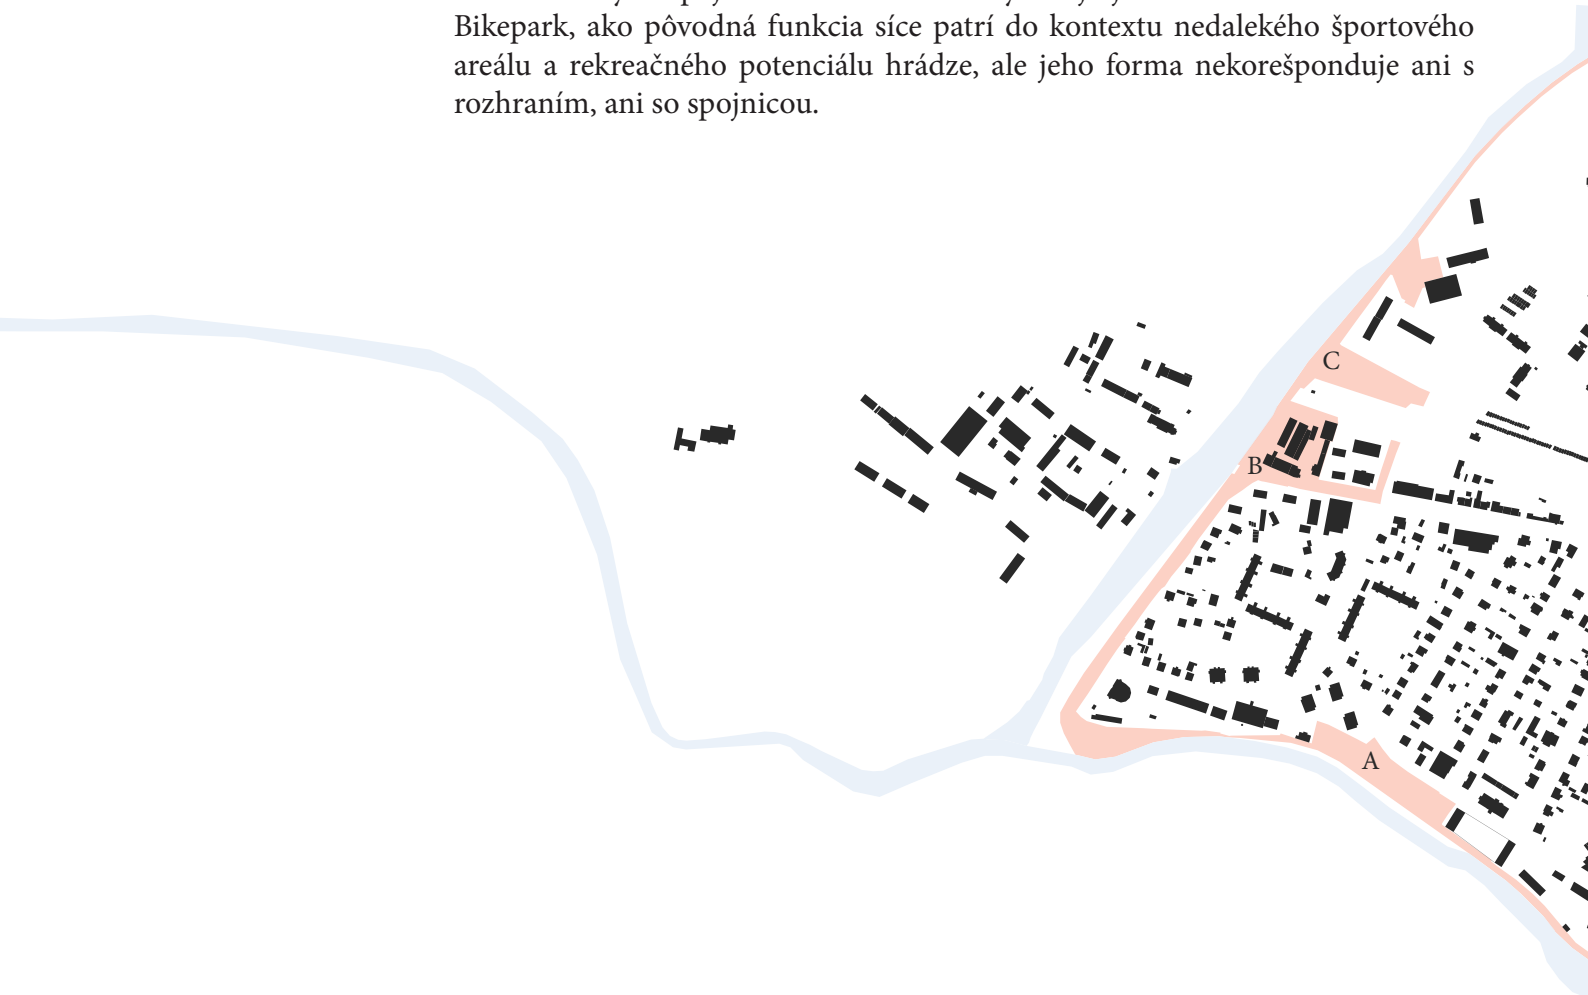 Bikepark, ako pôvodná funkcia síce patrí do kontextu nedalekého športového
areálu a rekreačného potenciálu hrádze, ale jeho forma nekorešponduje ani s
rozhraním, ani so spojnicou.
C
B
A